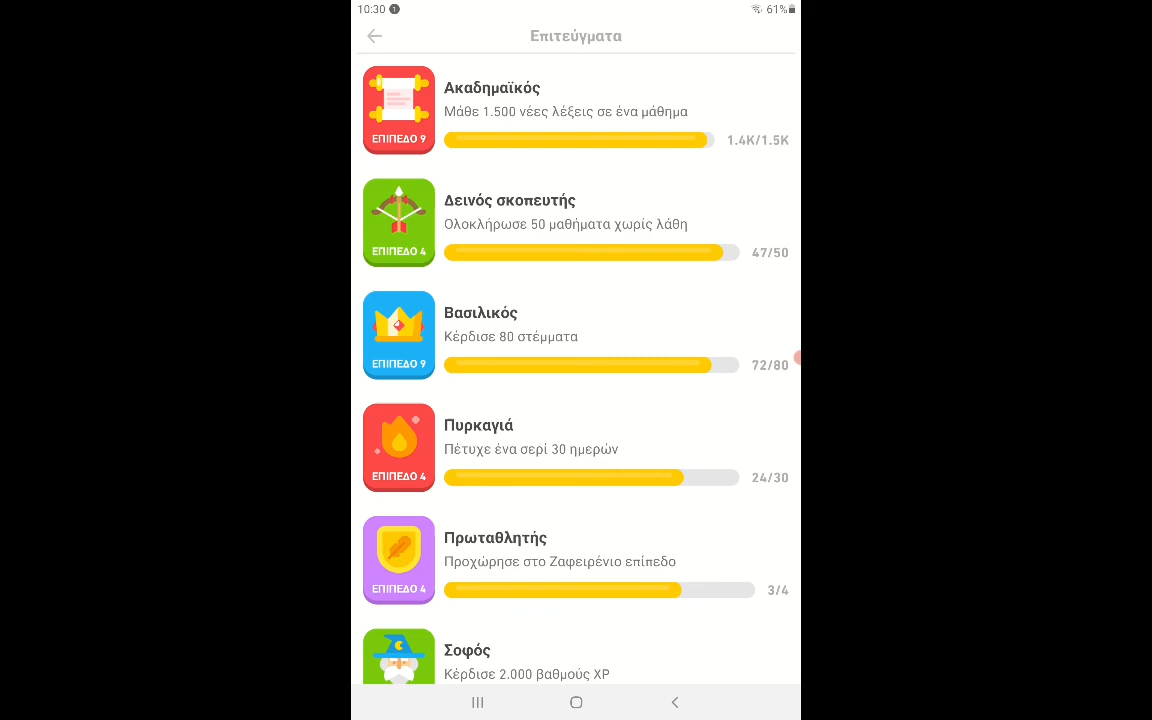 10:30 1 61%
Επιτεύγματα
Ακαδημαϊκός
Μάθε 1.500 νέες λέξεις σε ένα μάθημα
ΕΠΙΠΕΔΟ 9
1.4K/1.5K
Δεινός σκοπευτής
Ολοκλήρωσε 50 μαθήματα χωρίς λάθη
ΕΠΙΠΕΔΟ 4
47/50
Βασιλικός
Κέρδισε 80 στέμματα
ΕΠΙΠΕΔΟ 9
72/80
Πυρκαγιά
Πέτυχε ένα σερί 30 ημερών
ΕΠΙΠΕΔΟ 4
24/30
Πρωταθλητής
Προχώρησε στο Ζαφειρένιο επίπεδο
ΕΠΙΠΕΔΟ 4
3/4
Σοφός
Κέρδισε 2.000 βαθμούς XP